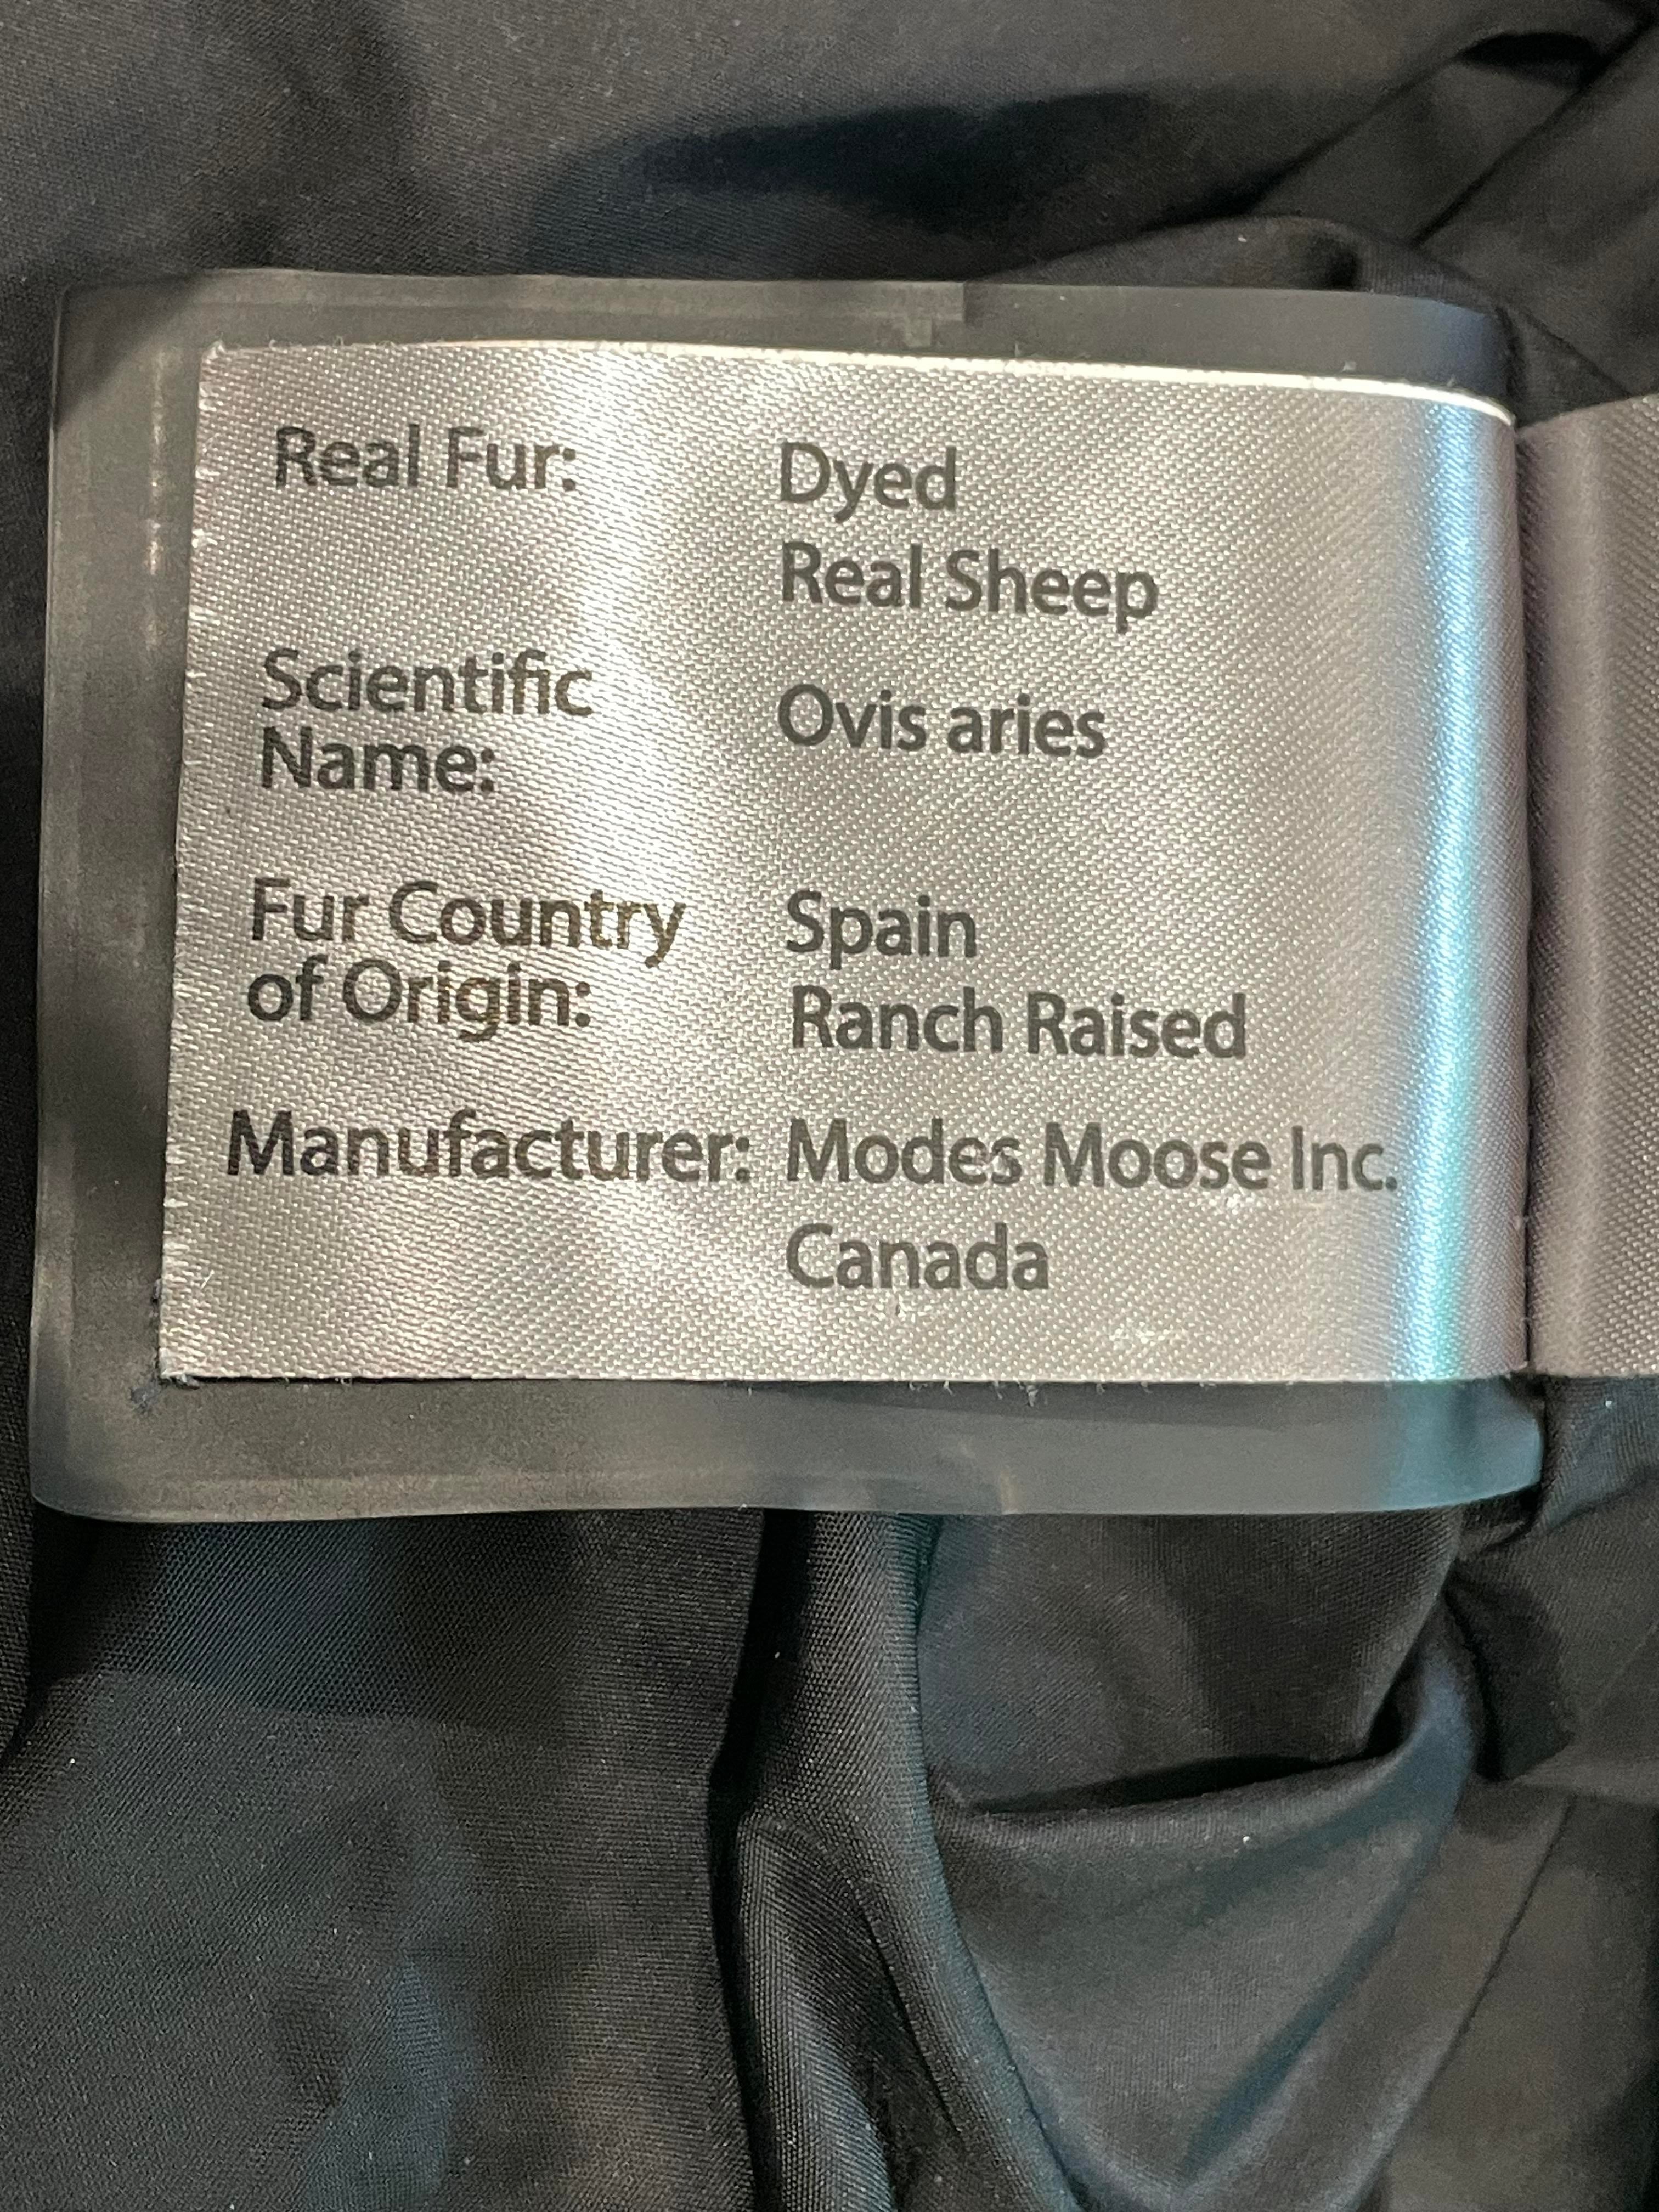 Real Fur: Dyed
Real Sheep
Scientific
Name: Ovis aries
Fur Country
of Origin: Spain
Ranch Raised
Manufacturer: Modes Moose Inc.
Canada